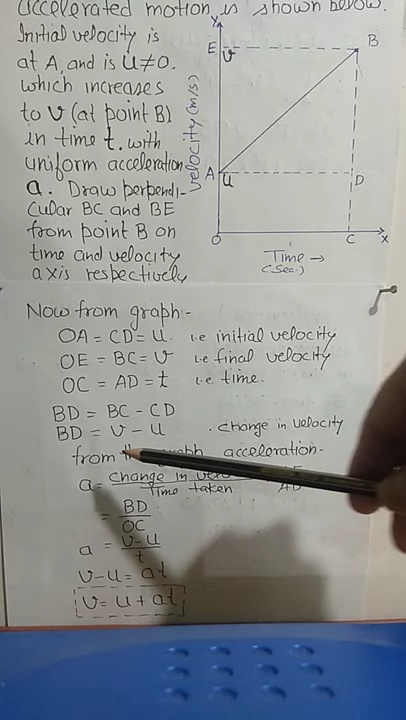 accelerated motion is shown below.
Initial velocity is
at A, and is u≠0.
which increases
to v (at point B)
in time t. with
uniform acceleration
a. Draw perpendi-
cular BC and BE
from point B on
time and velocity
axis respectively
Y
E
v
B
velocity (m/s)
A
u
D
O
C
X
Time →
(Sec.)
Now from graph-
OA = CD = u. i.e initial velocity
OE = BC = v i.e final velocity
OC = AD = t i.e. time.
BD = BC - CD
BD = v - u . change in velocity
from graph acceleration-
a = change in / Time taken AD
= BD / OC
a = v-u / t
v-u = at
v = u + at